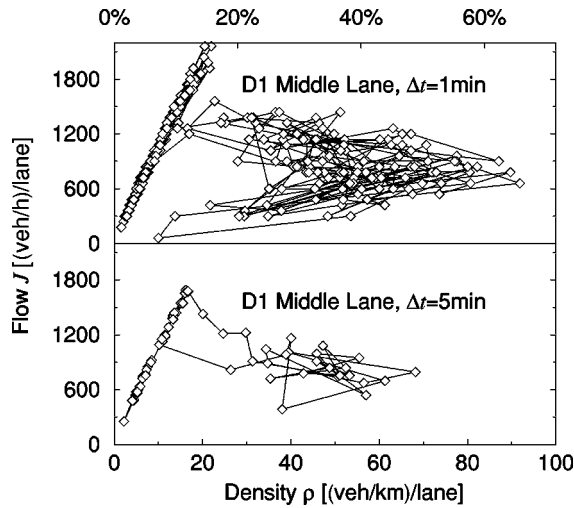 0% 20% 40% 60%
1800
D1 Middle Lane, Δt=1min
1200
600
0
Flow J [(veh/h)/lane]
1800
D1 Middle Lane, Δt=5min
1200
600
0
0 20 40 60 80 100
Density ρ [(veh/km)/lane]